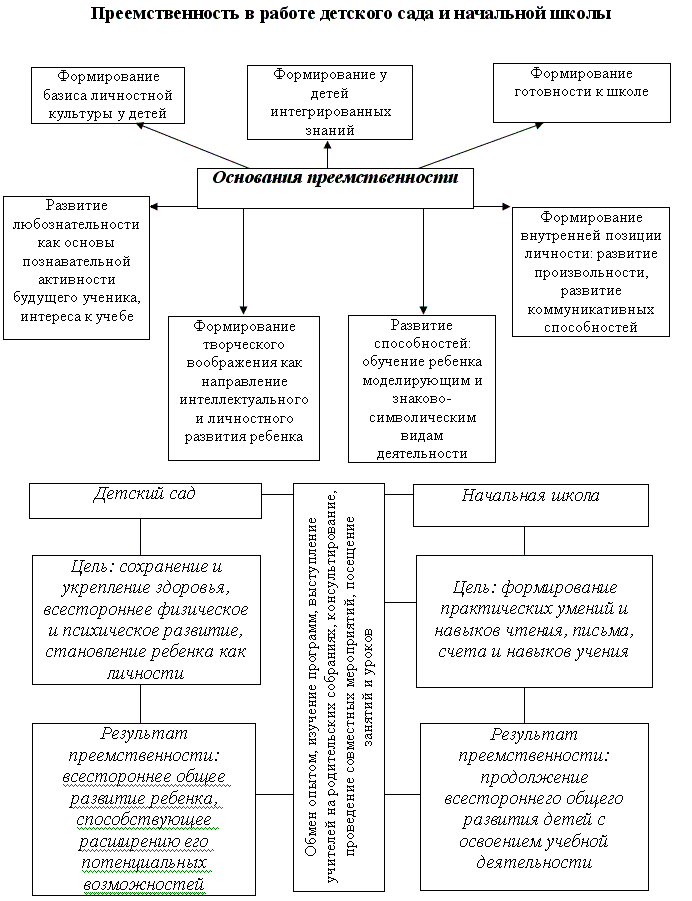 Преемственность в работе детского сада и начальной школы
Формирование
базиса личностной
культуры у детей
Формирование у
детей
интегрированных
знаний
Формирование
готовности к школе
Основания преемственности
Развитие
любознательности
как основы
познавательной
активности
будущего ученика,
интереса к учебе
Формирование
внутренней позиции
личности: развитие
произвольности,
развитие
коммуникативных
способностей
Формирование
творческого
воображения как
направление
интеллектуального
и личностного
развития ребенка
Развитие
способностей:
обучение ребенка
моделирующим и
знаково-
символическим
видам
деятельности
Детский сад
Цель: сохранение и
укрепление здоровья,
всестороннее физическое
и психическое развитие,
становление ребенка как
личности
Результат
преемственности:
всестороннее общее
развитие ребенка,
способствующее
расширению его
потенциальных
возможностей
Обмен опытом, изучение программ, выступление
учителей на родительских собраниях, консультирование,
проведение совместных мероприятий, посещение
занятий и уроков
Начальная школа
Цель: формирование
практических умений и
навыков чтения, письма,
счета и навыков учения
Результат
преемственности:
продолжение
всестороннего общего
развития детей с
освоением учебной
деятельности